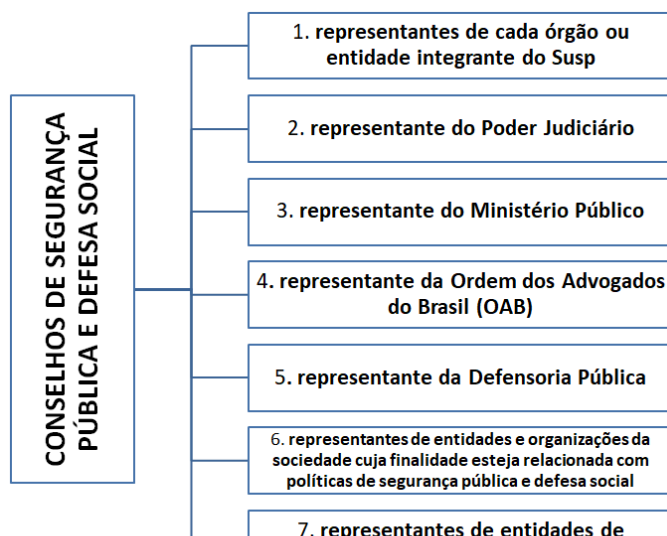 CONSELHOS DE SEGURANÇA
PÚBLICA E DEFESA SOCIAL
1. representantes de cada órgão ou
entidade integrante do Susp
2. representante do Poder Judiciário
3. representante do Ministério Público
4. representante da Ordem dos Advogados
do Brasil (OAB)
5. representante da Defensoria Pública
6. representantes de entidades e organizações da
sociedade cuja finalidade esteja relacionada com
políticas de segurança pública e defesa social
7. representantes de entidades de